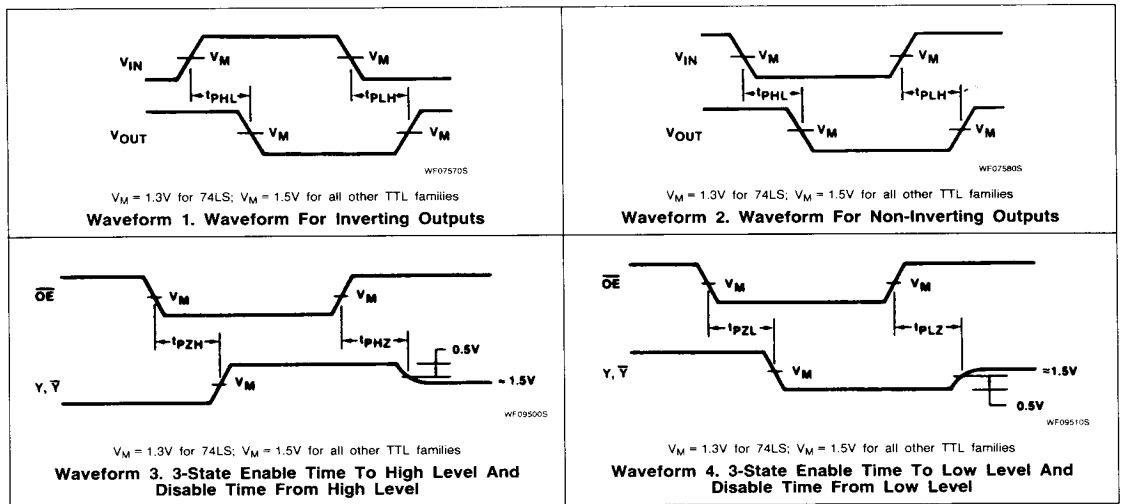 V_IN
V_M
V_M
t_PHL
t_PLH
V_OUT
V_M
V_M
WF07570S
V_M = 1.3V for 74LS; V_M = 1.5V for all other TTL families
Waveform 1. Waveform For Inverting Outputs
V_IN
V_M
V_M
t_PHL
t_PLH
V_OUT
V_M
V_M
WF07580S
V_M = 1.3V for 74LS; V_M = 1.5V for all other TTL families
Waveform 2. Waveform For Non-Inverting Outputs
O̅E̅
V_M
V_M
t_PZH
t_PHZ
0.5V
Y, Y̅
V_M
≈1.5V
WF09500S
V_M = 1.3V for 74LS; V_M = 1.5V for all other TTL families
Waveform 3. 3-State Enable Time To High Level And
Disable Time From High Level
O̅E̅
V_M
V_M
t_PZL
t_PLZ
Y, Y̅
V_M
≈1.5V
0.5V
WF09510S
V_M = 1.3V for 74LS; V_M = 1.5V for all other TTL families
Waveform 4. 3-State Enable Time To Low Level And
Disable Time From Low Level